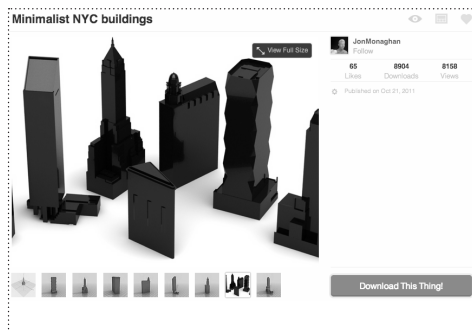 Minimalist NYC buildings
View Full Size
JonMonaghan
Follow
65 8904 8158
Likes Downloads Views
Published on Oct 21, 2011
Download This Thing!